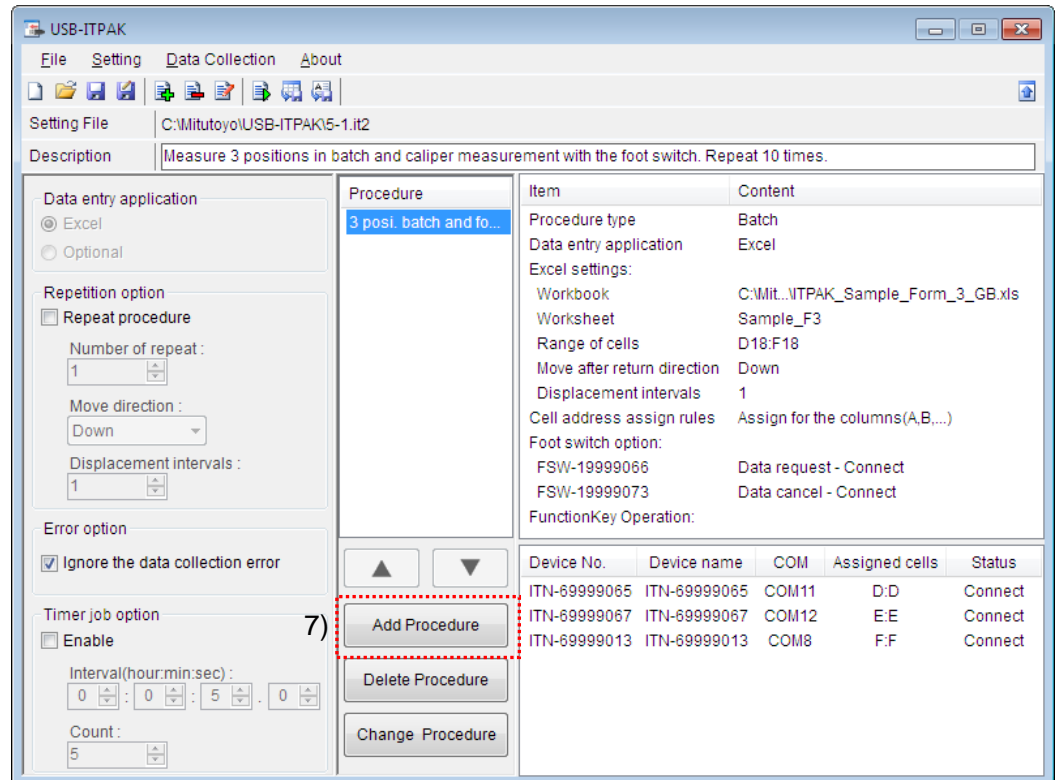 USB-ITPAK
File Setting Data Collection About
Setting File C:\Mitutoyo\USB-ITPAK\5-1.it2
Description Measure 3 positions in batch and caliper measurement with the foot switch. Repeat 10 times.
Data entry application
Excel
Optional
Repetition option
Repeat procedure
Number of repeat :
1
Move direction :
Down
Displacement intervals :
1
Error option
Ignore the data collection error
Timer job option
Enable
Interval(hour:min:sec) :
0 : 0 : 5 . 0
Count :
5
Procedure
3 posi. batch and fo...
7)
Add Procedure
Delete Procedure
Change Procedure
Item Content
Procedure type Batch
Data entry application Excel
Excel settings:
Workbook C:\Mit...\ITPAK_Sample_Form_3_GB.xls
Worksheet Sample_F3
Range of cells D18:F18
Move after return direction Down
Displacement intervals 1
Cell address assign rules Assign for the columns(A,B,...)
Foot switch option:
FSW-19999066 Data request - Connect
FSW-19999073 Data cancel - Connect
FunctionKey Operation:
Device No. Device name COM Assigned cells Status
ITN-69999065 ITN-69999065 COM11 D:D Connect
ITN-69999067 ITN-69999067 COM12 E:E Connect
ITN-69999013 ITN-69999013 COM8 F:F Connect